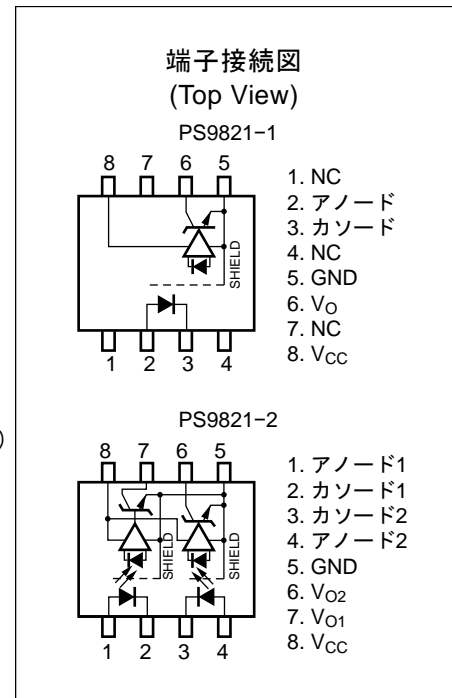 端子接続図
(Top View)
PS9821−1
8 7 6 5
SHIELD
1 2 3 4
1. NC
2. アノード
3. カソード
4. NC
5. GND
6. VO
7. NC
8. VCC
PS9821−2
8 7 6 5
SHIELD
SHIELD
1 2 3 4
1. アノード1
2. カソード1
3. カソード2
4. アノード2
5. GND
6. VO2
7. VO1
8. VCC
)